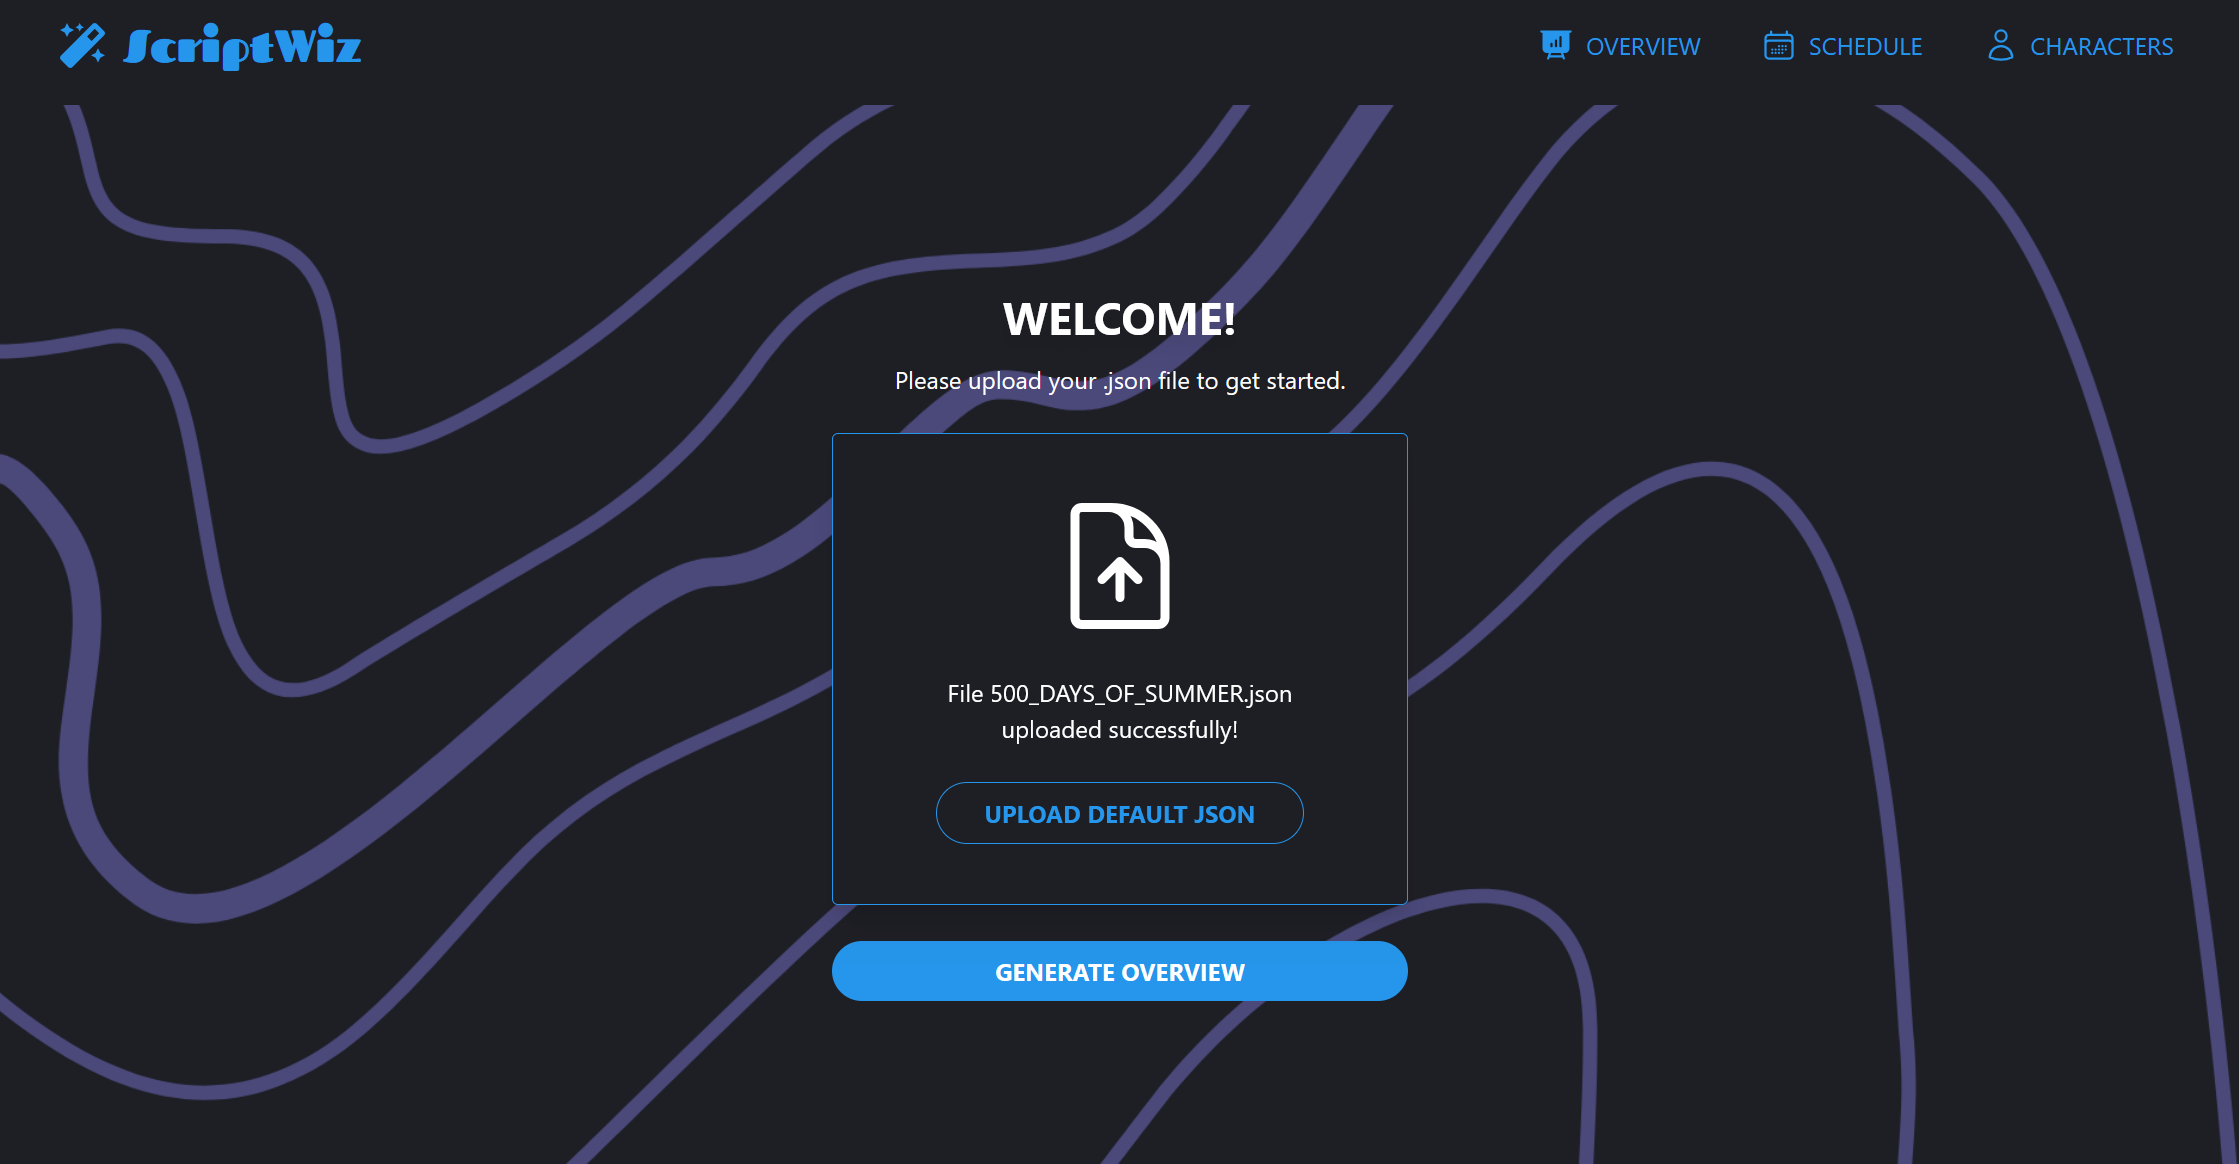 ScriptWiz
OVERVIEW
SCHEDULE
CHARACTERS
WELCOME!
Please upload your .json file to get started.
File 500_DAYS_OF_SUMMER.json
uploaded successfully!
UPLOAD DEFAULT JSON
GENERATE OVERVIEW